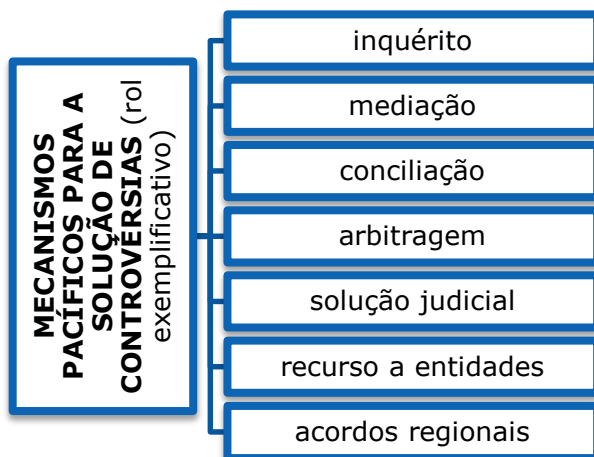 MECANISMOS
PACÍFICOS PARA A
SOLUÇÃO DE
CONTROVÉRSIAS (rol
exemplificativo)
inquérito
mediação
conciliação
arbitragem
solução judicial
recurso a entidades
acordos regionais